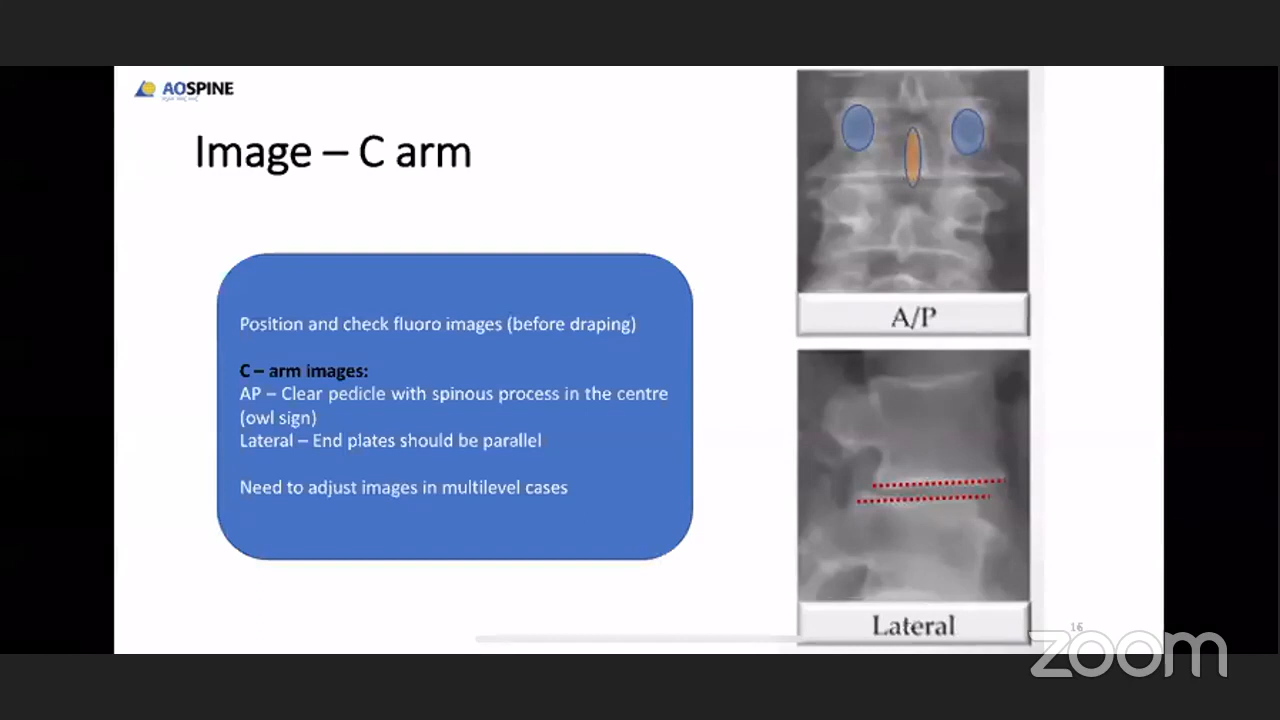 AOSPINE
Image – C arm
Position and check fluoro images (before draping)
C – arm images:
AP – Clear pedicle with spinous process in the centre
(owl sign)
Lateral – End plates should be parallel
Need to adjust images in multilevel cases
A/P
Lateral
16
zoom